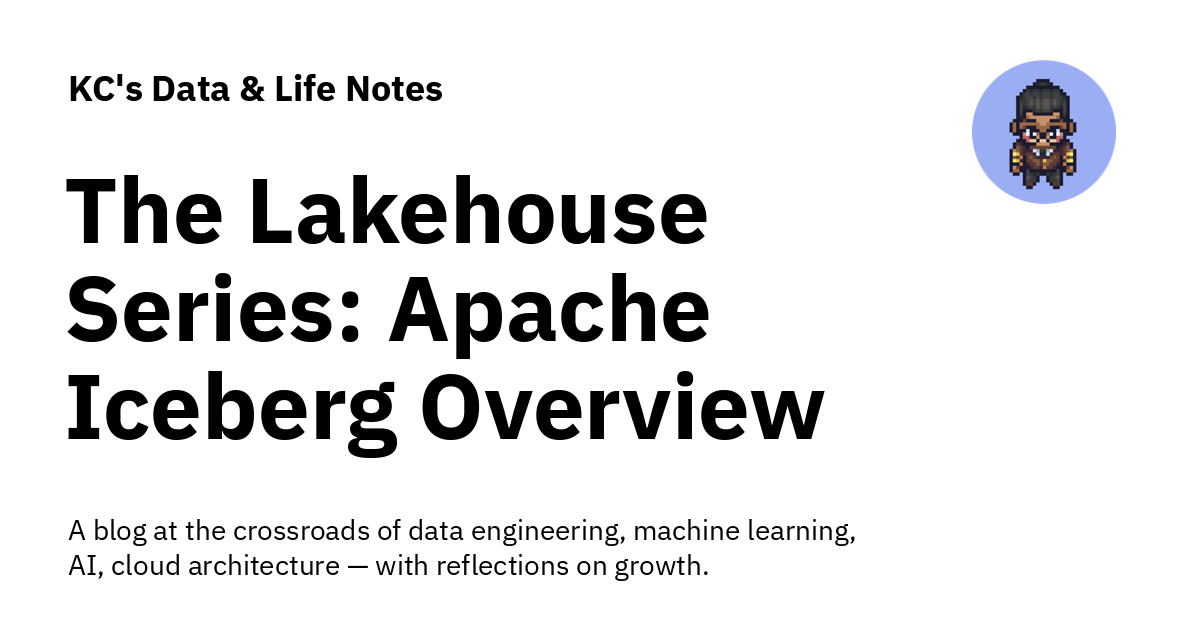 KC's Data & Life Notes
The Lakehouse
Series: Apache
Iceberg Overview
A blog at the crossroads of data engineering, machine learning,
AI, cloud architecture — with reflections on growth.